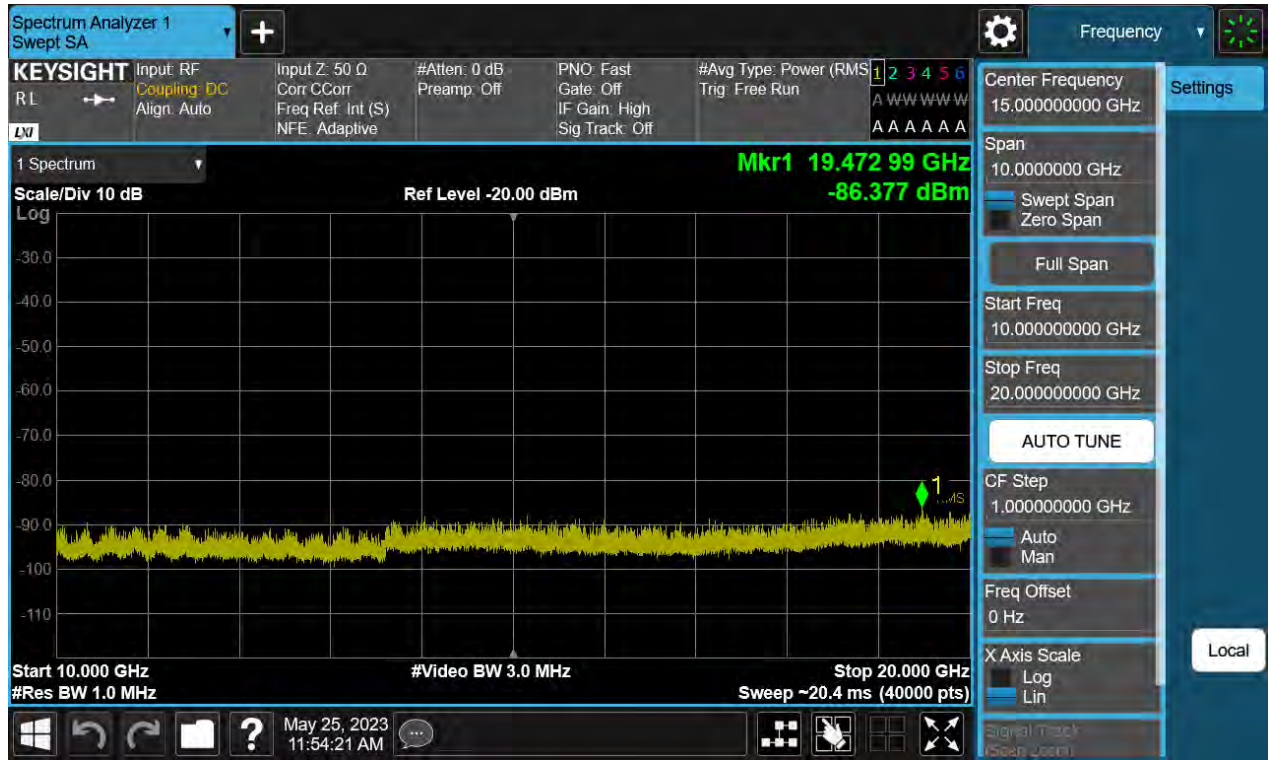 Spectrum Analyzer 1
Swept SA
Frequency
KEYSIGHT
RL
LXI
Input: RF
Coupling: DC
Align: Auto
Input Z: 50 Ω
Corr CCorr
Freq Ref: Int (S)
NFE: Adaptive
#Atten: 0 dB
Preamp: Off
PNO: Fast
Gate: Off
IF Gain: High
Sig Track: Off
#Avg Type: Power (RMS
Trig: Free Run
1 2 3 4 5 6
A W W W W W
A A A A A A
1 Spectrum
Scale/Div 10 dB
Ref Level -20.00 dBm
Mkr1 19.472 99 GHz
-86.377 dBm
Log
-30.0
-40.0
-50.0
-60.0
-70.0
-80.0
-90.0
-100
-110
1
RMS
Start 10.000 GHz
#Video BW 3.0 MHz
Stop 20.000 GHz
#Res BW 1.0 MHz
Sweep ~20.4 ms (40000 pts)
Center Frequency
15.000000000 GHz
Settings
Span
10.0000000 GHz
Swept Span
Zero Span
Full Span
Start Freq
10.000000000 GHz
Stop Freq
20.000000000 GHz
AUTO TUNE
CF Step
1.000000000 GHz
Auto
Man
Freq Offset
0 Hz
X Axis Scale
Log
Lin
Local
Signal Track
(Span Zoom)
?
May 25, 2023
11:54:21 AM